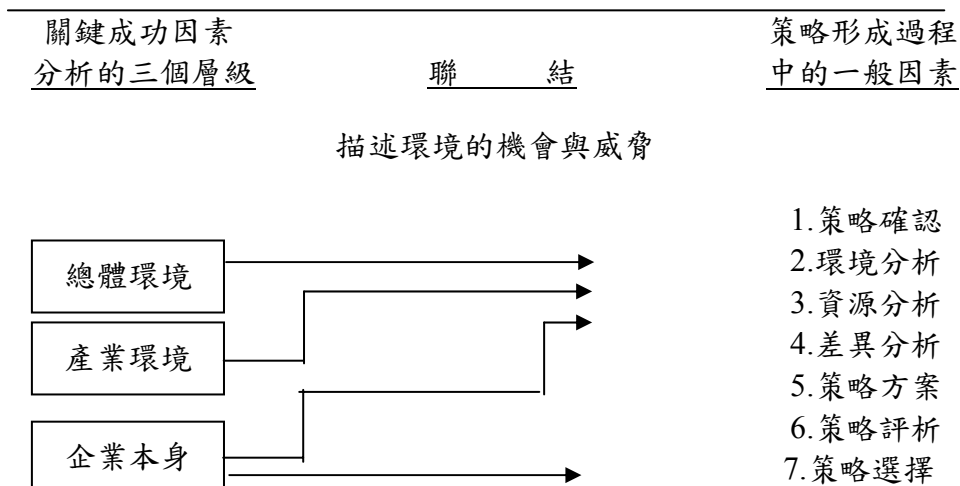 關鍵成功因素
分析的三個層級
聯 結
策略形成過程
中的一般因素
描述環境的機會與威脅
總體環境
產業環境
企業本身
1.策略確認
2.環境分析
3.資源分析
4.差異分析
5.策略方案
6.策略評析
7.策略選擇